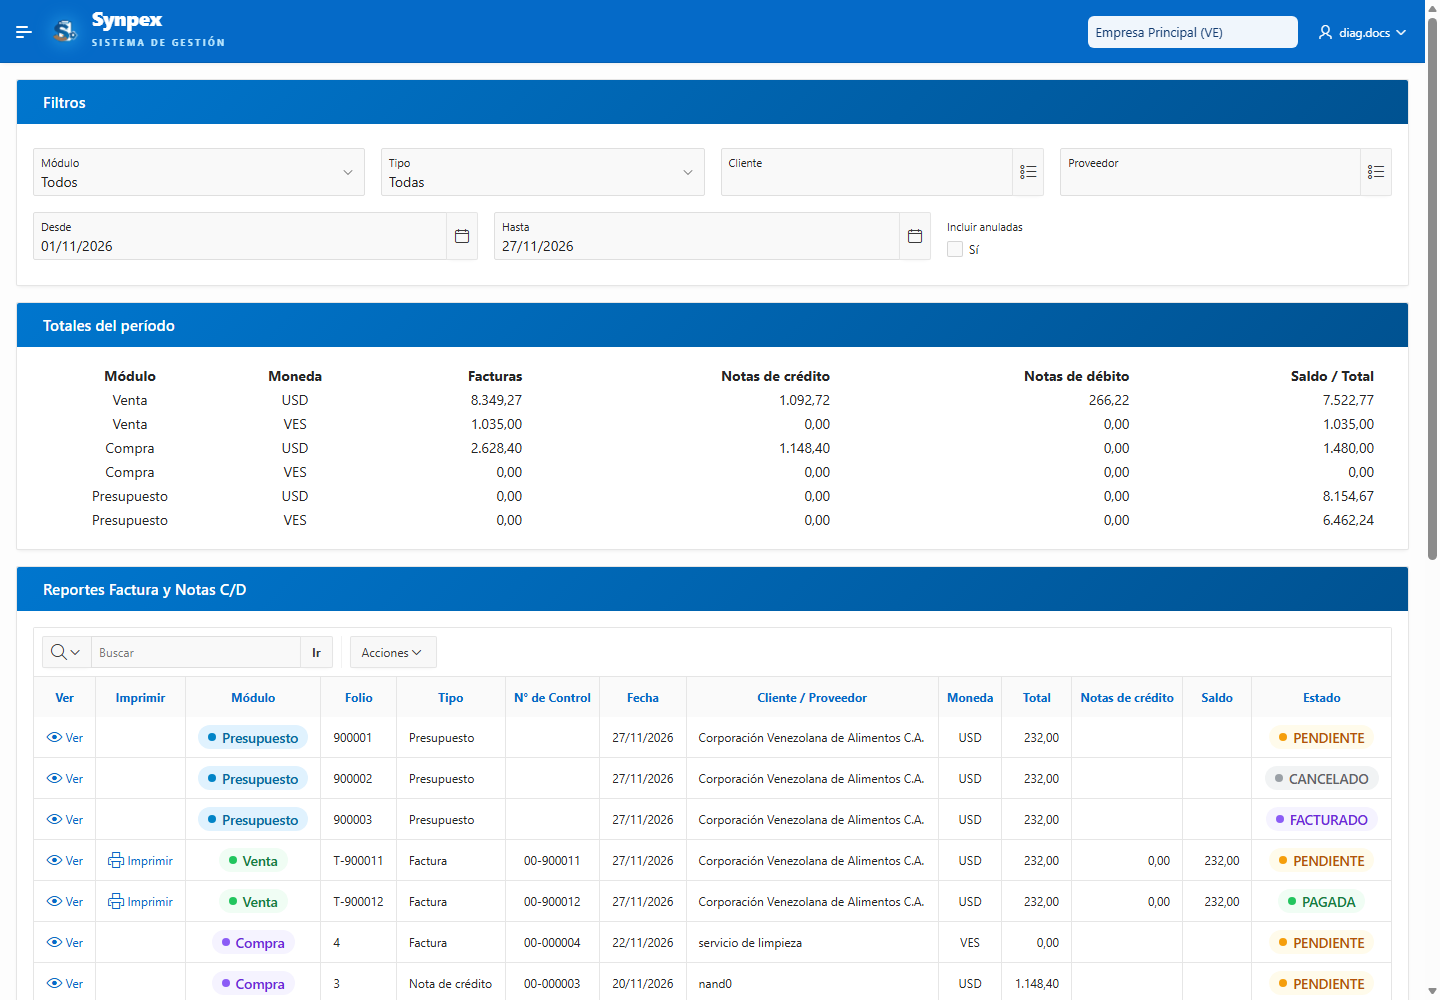 Synpex
SISTEMA DE GESTIÓN
Empresa Principal (VE)
diag.docs
Filtros
Módulo
Todos
Tipo
Todas
Cliente
Proveedor
Desde
01/11/2026
Hasta
27/11/2026
Incluir anuladas
Sí
Totales del período
Módulo Moneda Facturas Notas de crédito Notas de débito Saldo / Total
Venta USD 8.349,27 1.092,72 266,22 7.522,77
Venta VES 1.035,00 0,00 0,00 1.035,00
Compra USD 2.628,40 1.148,40 0,00 1.480,00
Compra VES 0,00 0,00 0,00 0,00
Presupuesto USD 0,00 0,00 0,00 8.154,67
Presupuesto VES 0,00 0,00 0,00 6.462,24
Reportes Factura y Notas C/D
Buscar Ir Acciones
Ver Imprimir Módulo Folio Tipo N° de Control Fecha Cliente / Proveedor Moneda Total Notas de crédito Saldo Estado
Ver Presupuesto 900001 Presupuesto 27/11/2026 Corporación Venezolana de Alimentos C.A. USD 232,00 PENDIENTE
Ver Presupuesto 900002 Presupuesto 27/11/2026 Corporación Venezolana de Alimentos C.A. USD 232,00 CANCELADO
Ver Presupuesto 900003 Presupuesto 27/11/2026 Corporación Venezolana de Alimentos C.A. USD 232,00 FACTURADO
Ver Imprimir Venta T-900011 Factura 00-900011 27/11/2026 Corporación Venezolana de Alimentos C.A. USD 232,00 0,00 232,00 PENDIENTE
Ver Imprimir Venta T-900012 Factura 00-900012 27/11/2026 Corporación Venezolana de Alimentos C.A. USD 232,00 0,00 232,00 PAGADA
Ver Compra 4 Factura 00-000004 22/11/2026 servicio de limpieza VES 0,00 PENDIENTE
Ver Compra 3 Nota de crédito 00-000003 20/11/2026 nand0 USD 1.148,40 PENDIENTE